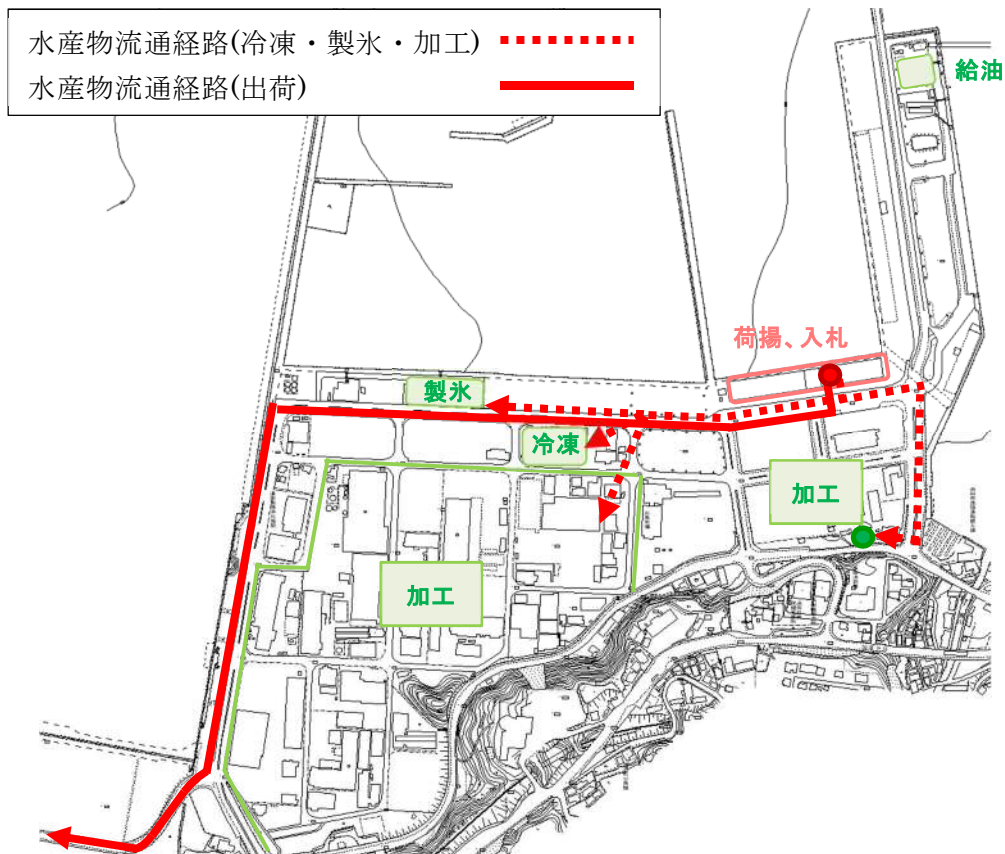 水産物流通経路(冷凍・製氷・加工)
水産物流通経路(出荷)
給油
荷揚、入札
製氷
冷凍
加工
加工